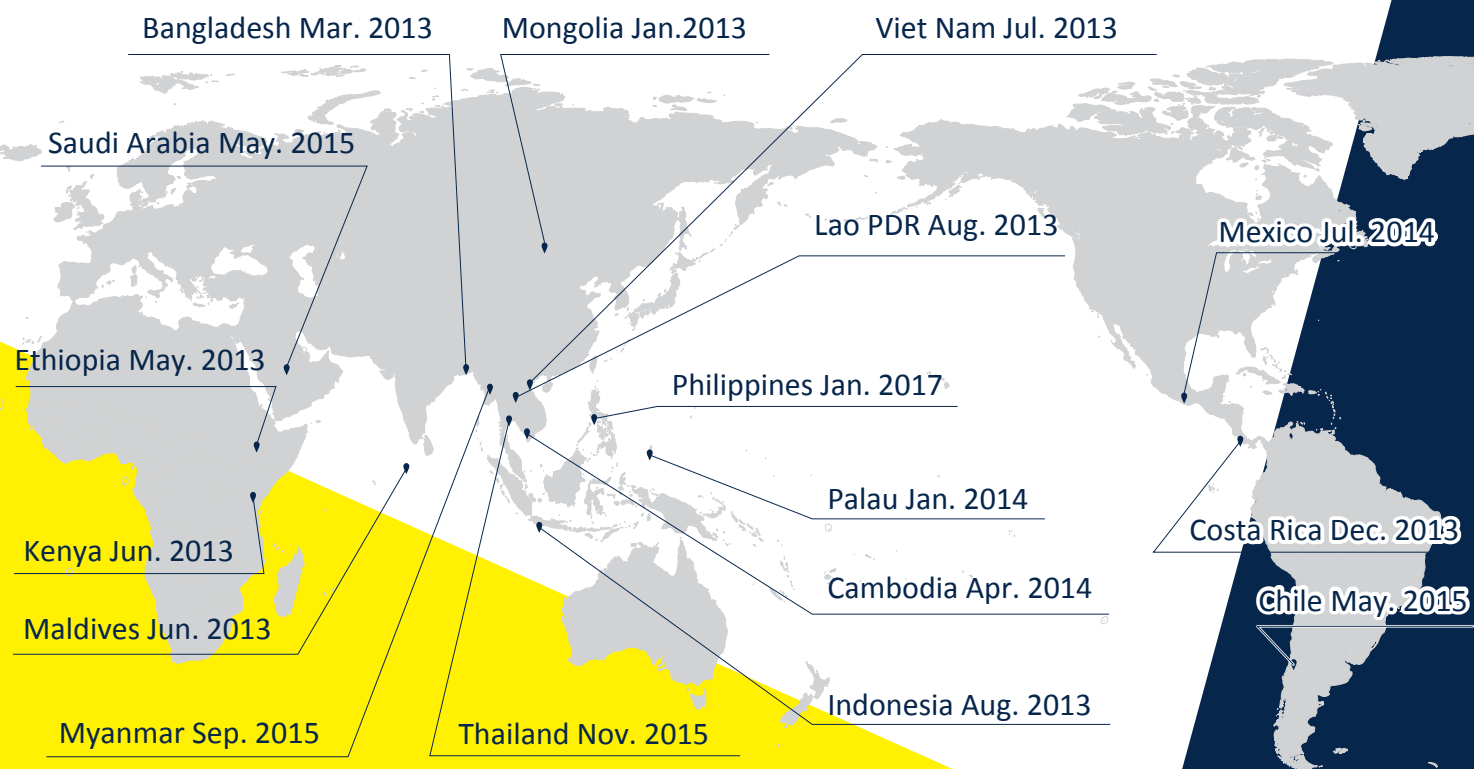 Bangladesh Mar. 2013
Mongolia Jan.2013
Viet Nam Jul. 2013
Saudi Arabia May. 2015
Lao PDR Aug. 2013
Mexico Jul. 2014
Ethiopia May. 2013
Philippines Jan. 2017
Palau Jan. 2014
Costa Rica Dec. 2013
Kenya Jun. 2013
Cambodia Apr. 2014
Chile May. 2015
Maldives Jun. 2013
Indonesia Aug. 2013
Myanmar Sep. 2015
Thailand Nov. 2015